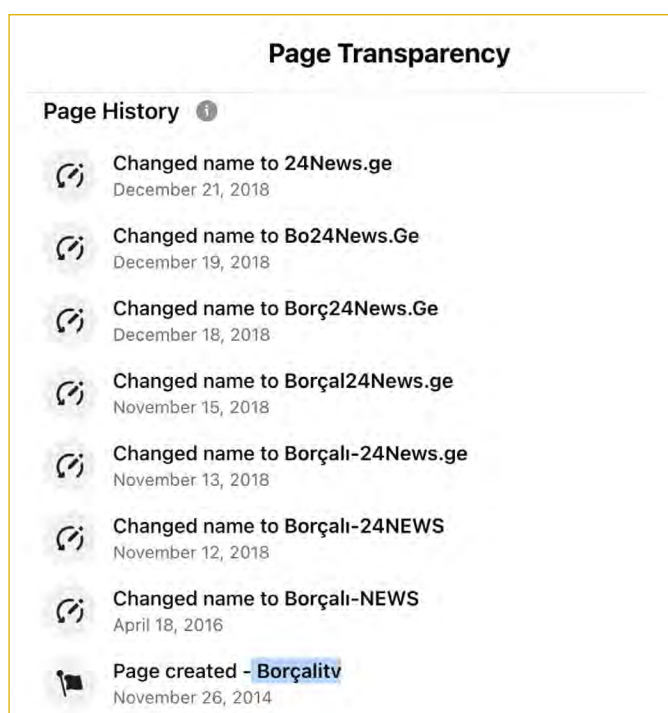 Page Transparency
Page History
Changed name to 24News.ge
December 21, 2018
Changed name to Bo24News.Ge
December 19, 2018
Changed name to Borç24News.Ge
December 18, 2018
Changed name to Borçal24News.ge
November 15, 2018
Changed name to Borçalı-24News.ge
November 13, 2018
Changed name to Borçalı-24NEWS
November 12, 2018
Changed name to Borçalı-NEWS
April 18, 2016
Page created - Borçalitv
November 26, 2014